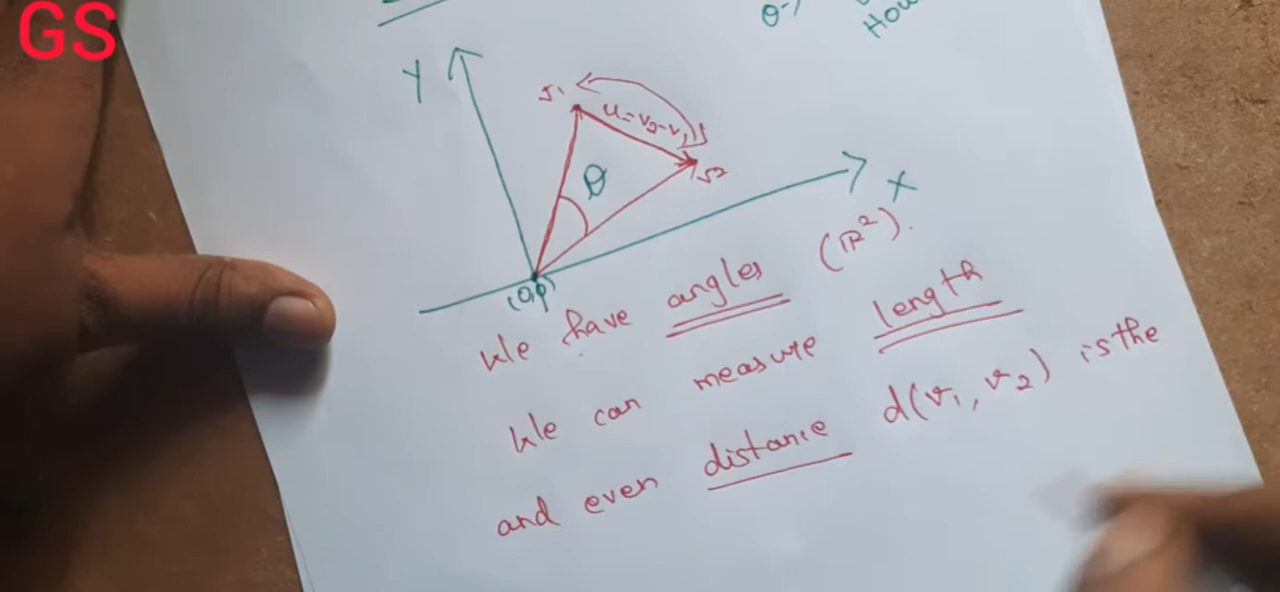 GS
θ-)
How
Y
v1
u=v2-v1
θ
v2
X
(0,0)
We have angles (ℝ²).
We can measure length
and even distance d(v1, v2) is the